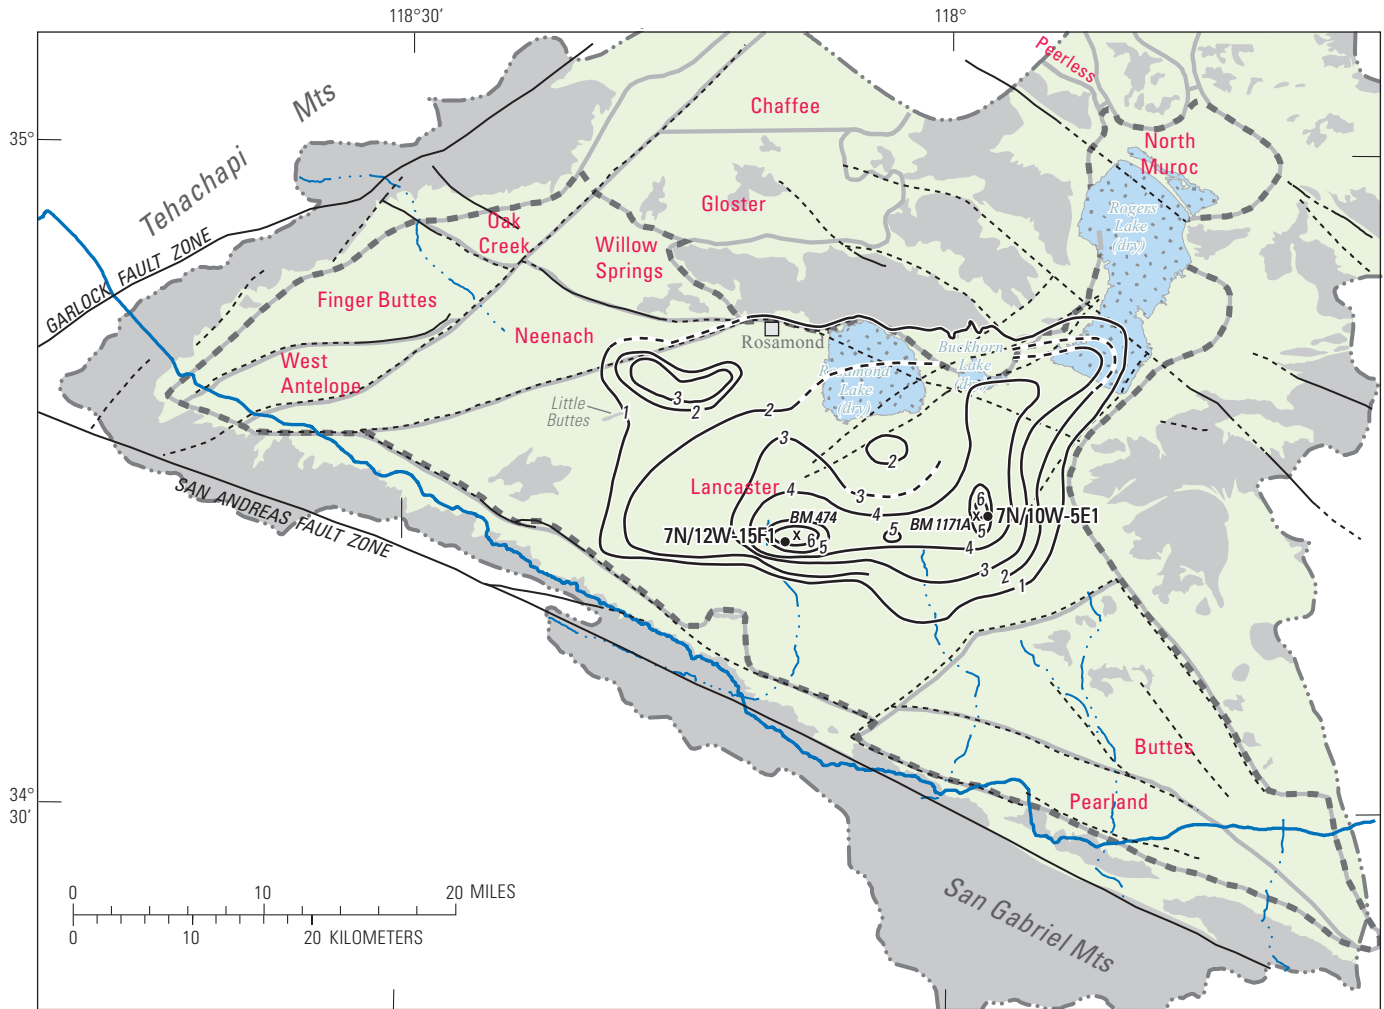 118°30'
118°
35°
34°
30'
Peerless
Mts
Chaffee
North
Muroc
Tehachapi
Gloster
Rogers
Lake
(dry)
Oak
Creek
Willow
Springs
GARLOCK FAULT ZONE
Finger Buttes
Neenach
Rosamond
Buckhorn
Lake
(dry)
West
Antelope
Rosamond
Lake
(dry)
Little
Buttes
1
3
2
2
3
2
3
4
4
Lancaster
SAN ANDREAS FAULT ZONE
BM 474
BM 1171A
6
5
7N/10W-5E1
7N/12W-15F1
x
x
6
5
5
4
3
2
1
Buttes
Pearland
San Gabriel Mts
0 10 20 MILES
0 10 20 KILOMETERS